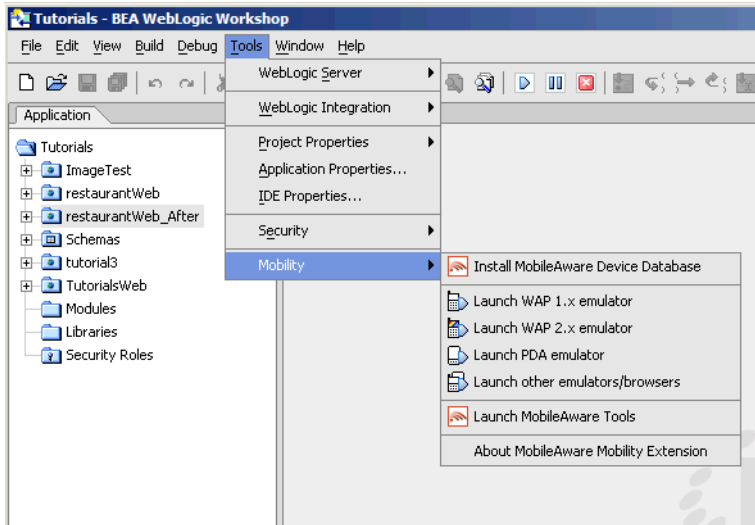 Tutorials - BEA WebLogic Workshop
File Edit View Build Debug Tools Window Help
Application
Tutorials
ImageTest
restaurantWeb
restaurantWeb_After
Schemas
tutorial3
TutorialsWeb
Modules
Libraries
Security Roles
WebLogic Server
WebLogic Integration
Project Properties
Application Properties...
IDE Properties...
Security
Mobility
Install MobileAware Device Database
Launch WAP 1.x emulator
Launch WAP 2.x emulator
Launch PDA emulator
Launch other emulators/browsers
Launch MobileAware Tools
About MobileAware Mobility Extension